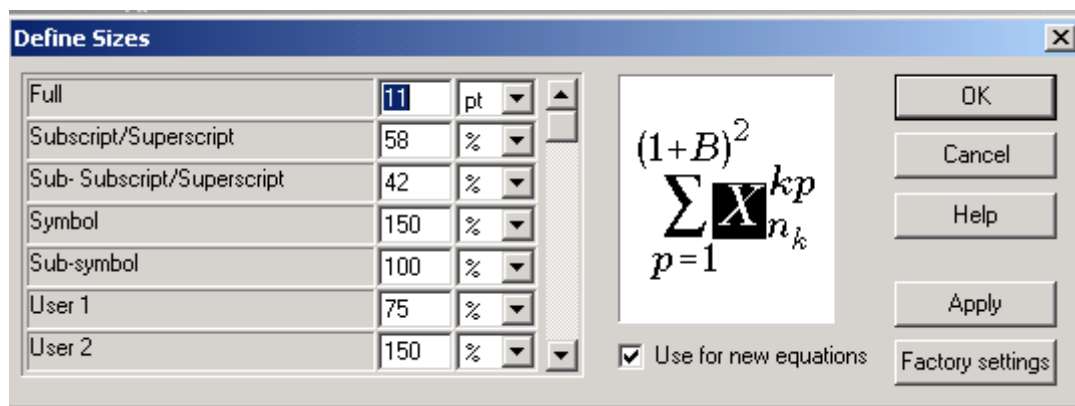 Define Sizes
Full 11 pt
Subscript/Superscript 58 %
Sub- Subscript/Superscript 42 %
Symbol 150 %
Sub-symbol 100 %
User 1 75 %
User 2 150 %
(1+B)²
∑ X kp
n k
p=1
Use for new equations
OK
Cancel
Help
Apply
Factory settings